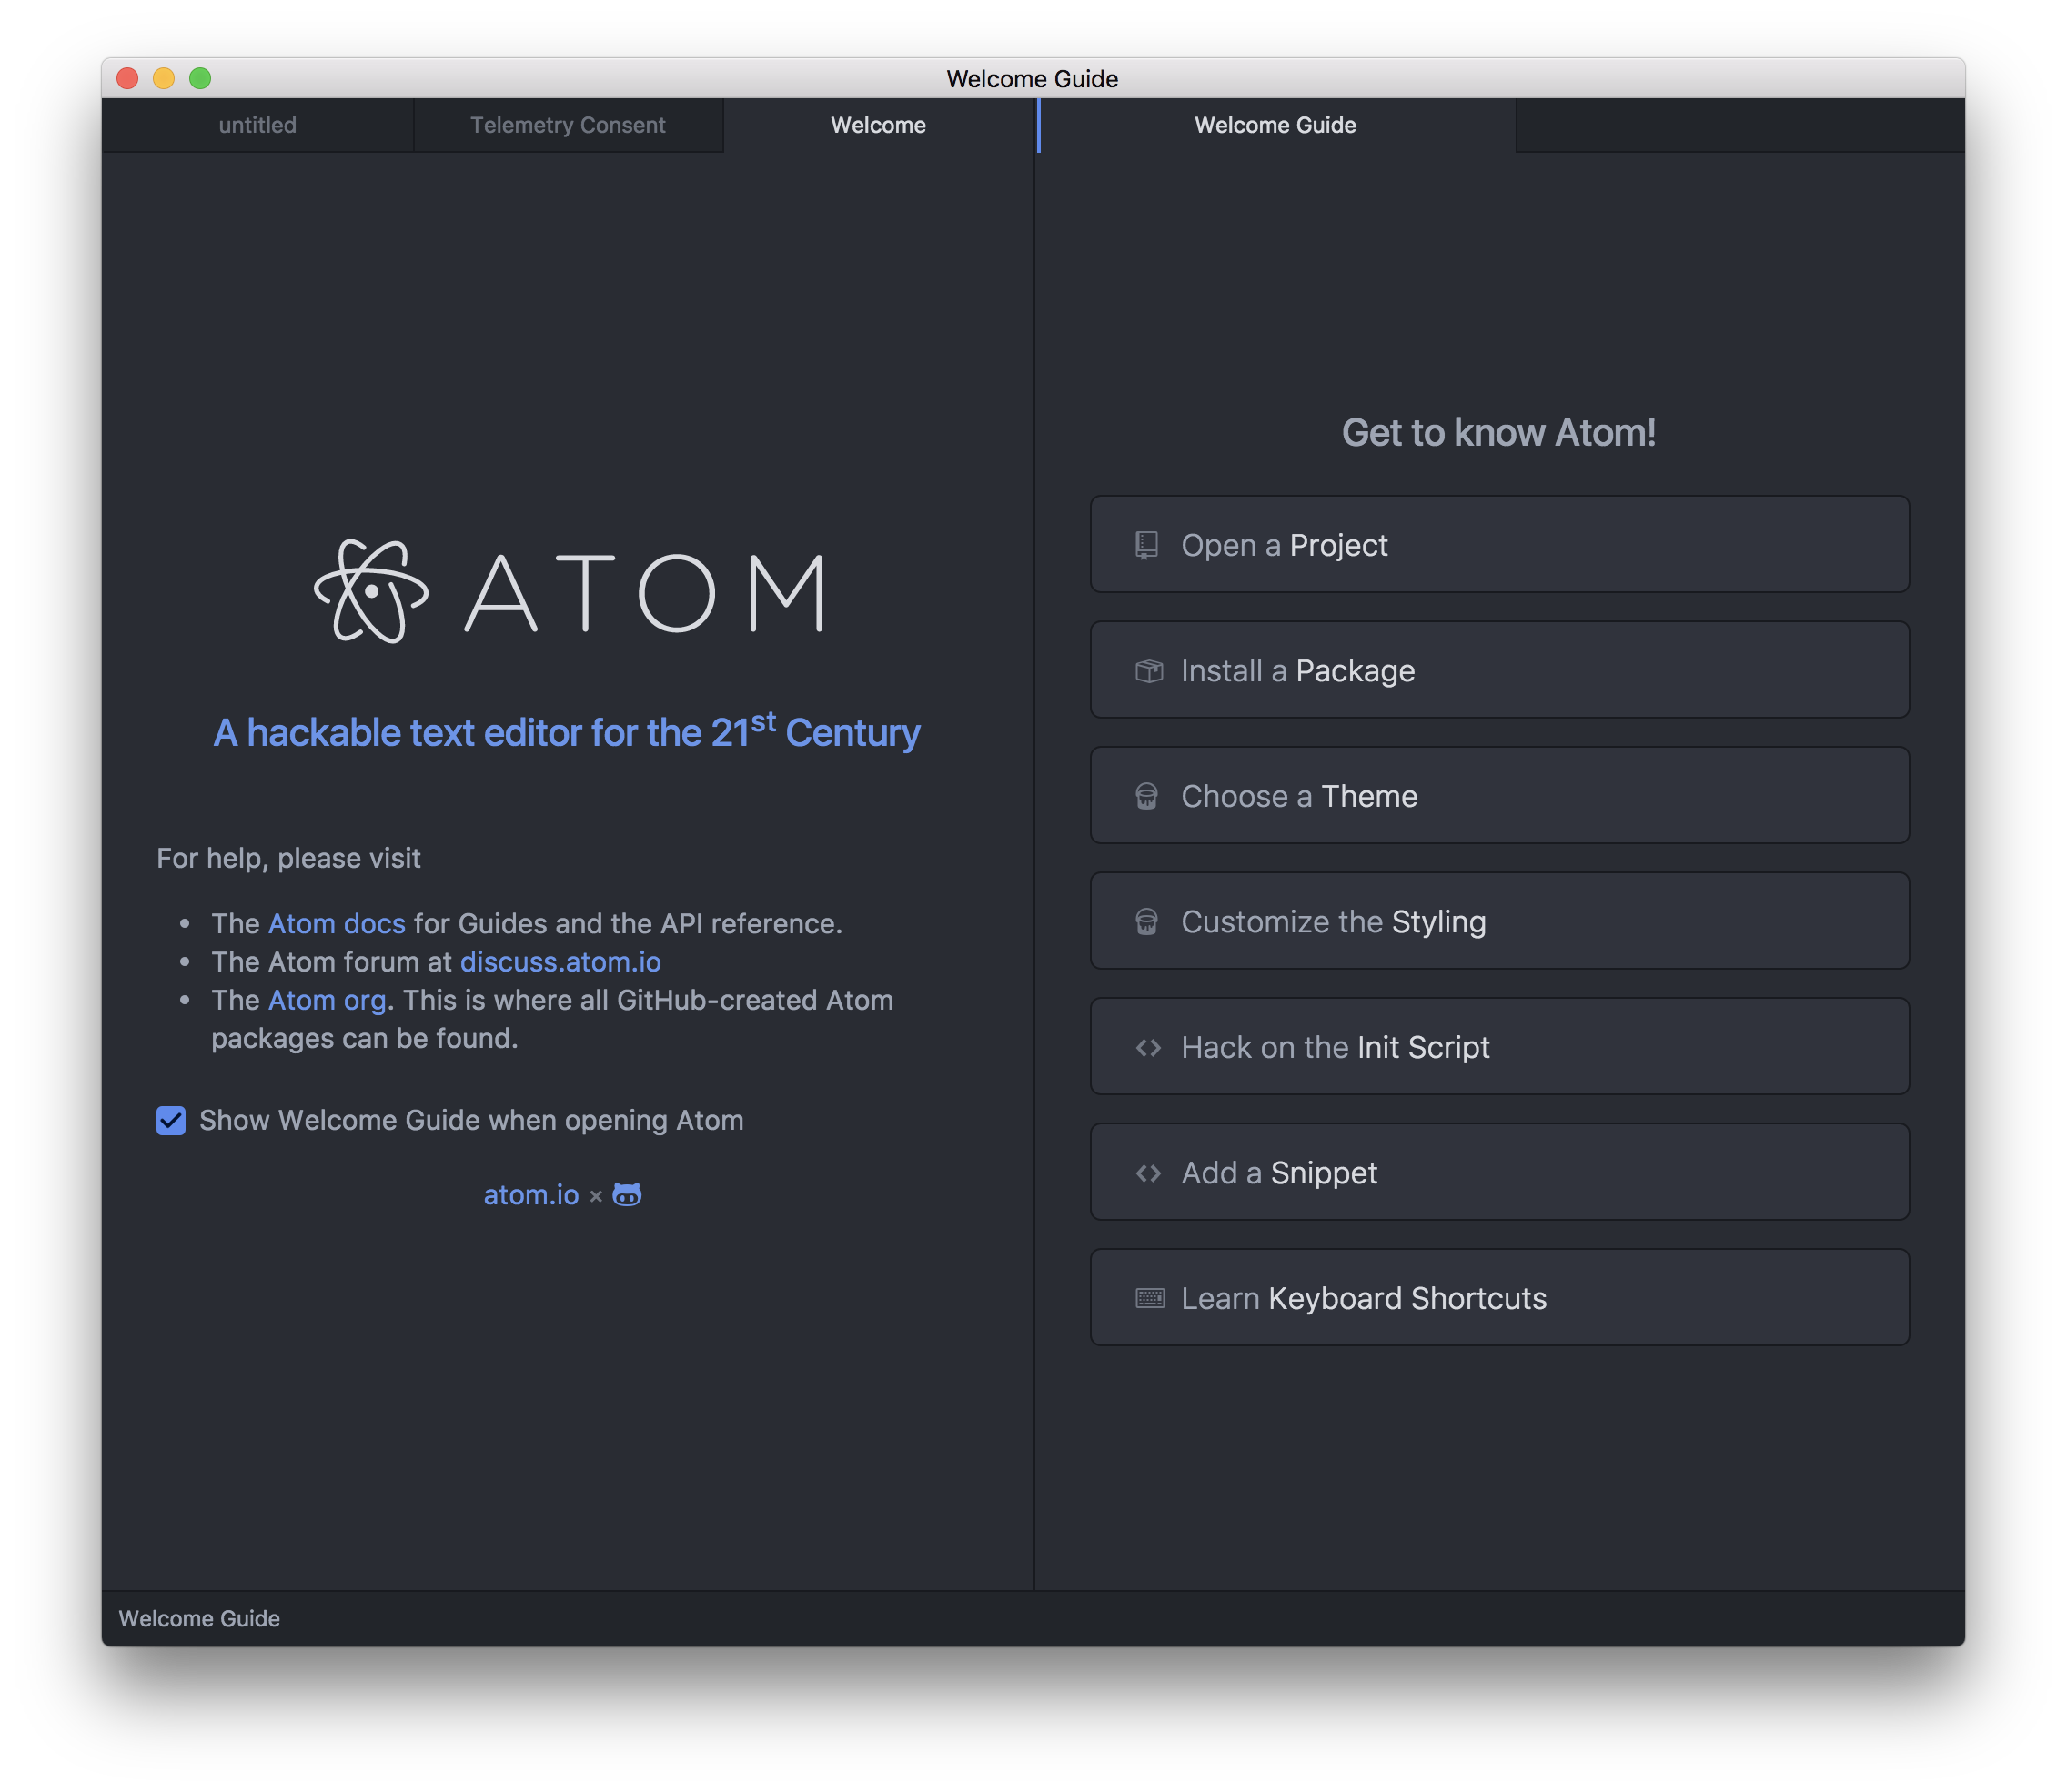 Welcome Guide
untitled
Telemetry Consent
Welcome
Welcome Guide
ATOM
A hackable text editor for the 21st Century
For help, please visit
• The Atom docs for Guides and the API reference.
• The Atom forum at discuss.atom.io
• The Atom org. This is where all GitHub-created Atom
packages can be found.
Show Welcome Guide when opening Atom
atom.io ×
Get to know Atom!
Open a Project
Install a Package
Choose a Theme
Customize the Styling
Hack on the Init Script
Add a Snippet
Learn Keyboard Shortcuts
Welcome Guide